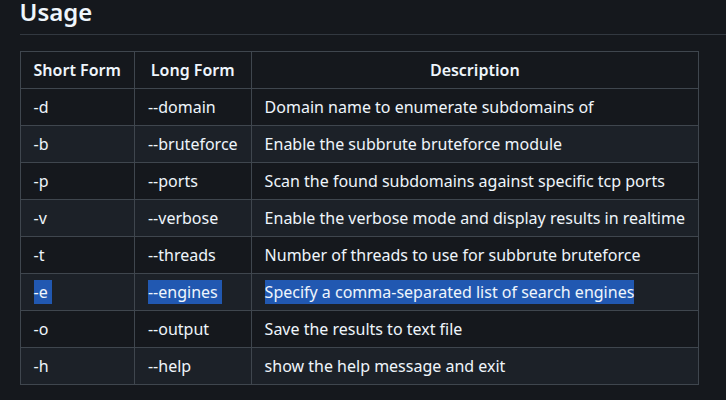 Usage
Short Form Long Form Description
-d --domain Domain name to enumerate subdomains of
-b --bruteforce Enable the subbrute bruteforce module
-p --ports Scan the found subdomains against specific tcp ports
-v --verbose Enable the verbose mode and display results in realtime
-t --threads Number of threads to use for subbrute bruteforce
-e --engines Specify a comma-separated list of search engines
-o --output Save the results to text file
-h --help show the help message and exit